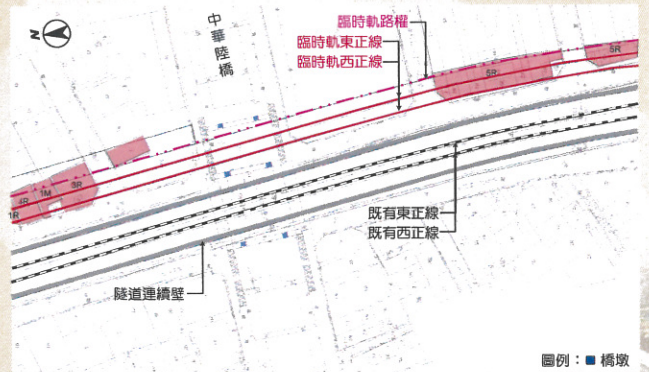 N
中華陸橋
臨時軌路權
臨時軌東正線
臨時軌西正線
5R
6R
1M
3R
4R
1R
既有東正線
既有西正線
隧道連續壁
圖例：■ 橋墩